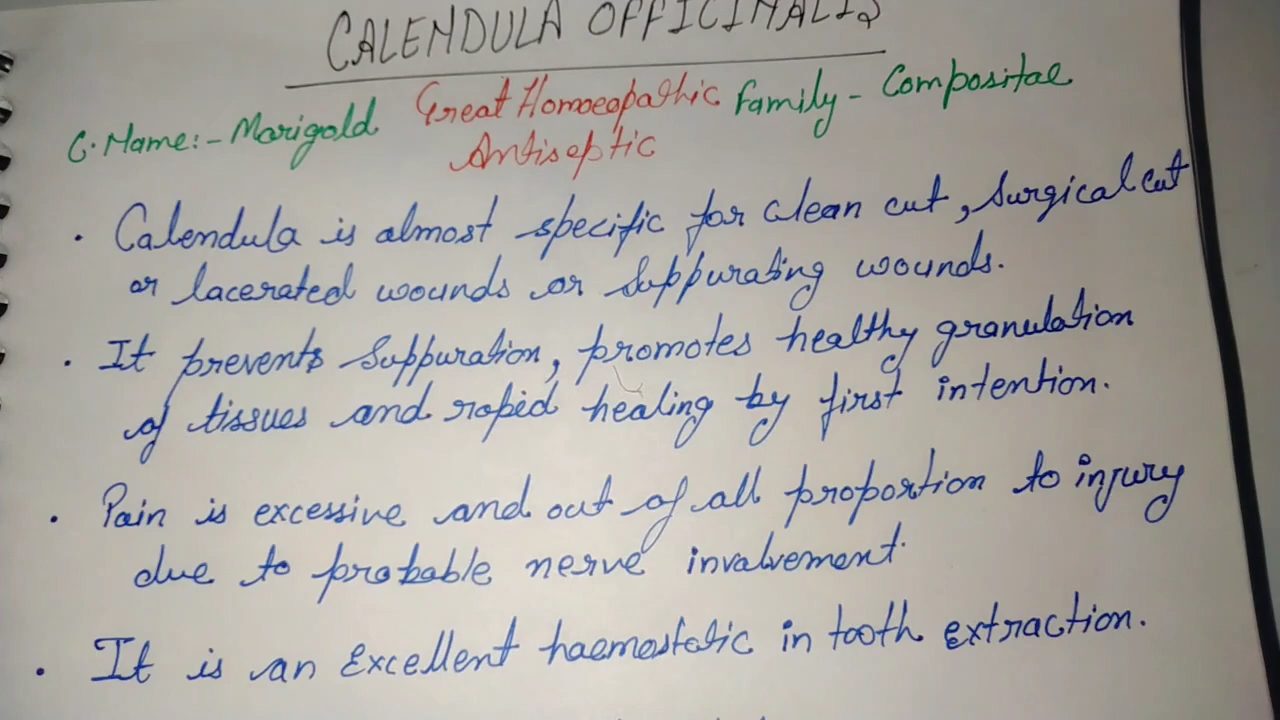 CALENDULA OFFICINALIS
C. Name:- Marigold Great Homoeopathic Family - Compositae
Antiseptic
• Calendula is almost specific for clean cut, surgical cut
or lacerated wounds or suppurating wounds.
• It prevents suppuration, promotes healthy granulation
of tissues and rapid healing by first intention.
• Pain is excessive and out of all proportion to injury
due to probable nerve involvement.
• It is an Excellent haemostatic in tooth extraction.